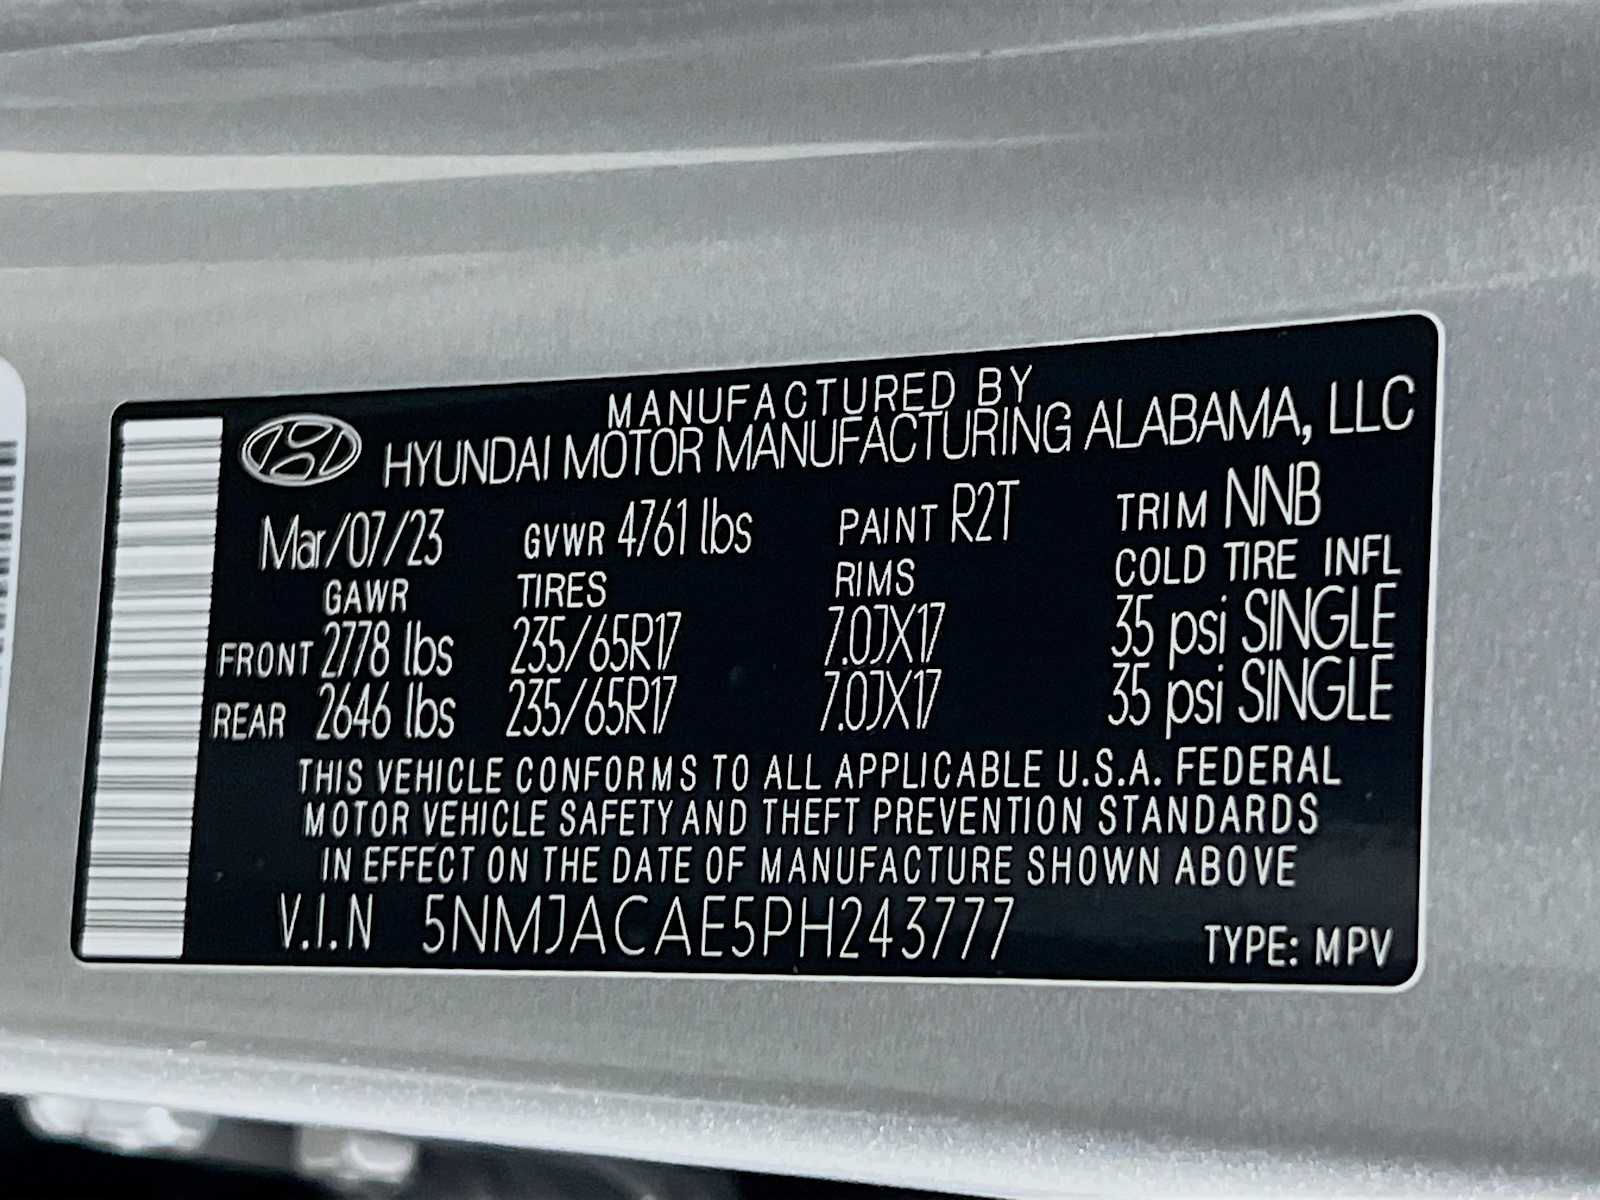 MANUFACTURED BY
HYUNDAI MOTOR MANUFACTURING ALABAMA, LLC
Mar/07/23 GVWR 4761 lbs PAINT R2T TRIM NNB
GAWR TIRES RIMS COLD TIRE INFL
FRONT 2778 lbs 235/65R17 7.0JX17 35 psi SINGLE
REAR 2646 lbs 235/65R17 7.0JX17 35 psi SINGLE
THIS VEHICLE CONFORMS TO ALL APPLICABLE U.S.A. FEDERAL
MOTOR VEHICLE SAFETY AND THEFT PREVENTION STANDARDS
IN EFFECT ON THE DATE OF MANUFACTURE SHOWN ABOVE
V.I.N 5NMJACAE5PH243777 TYPE: MPV